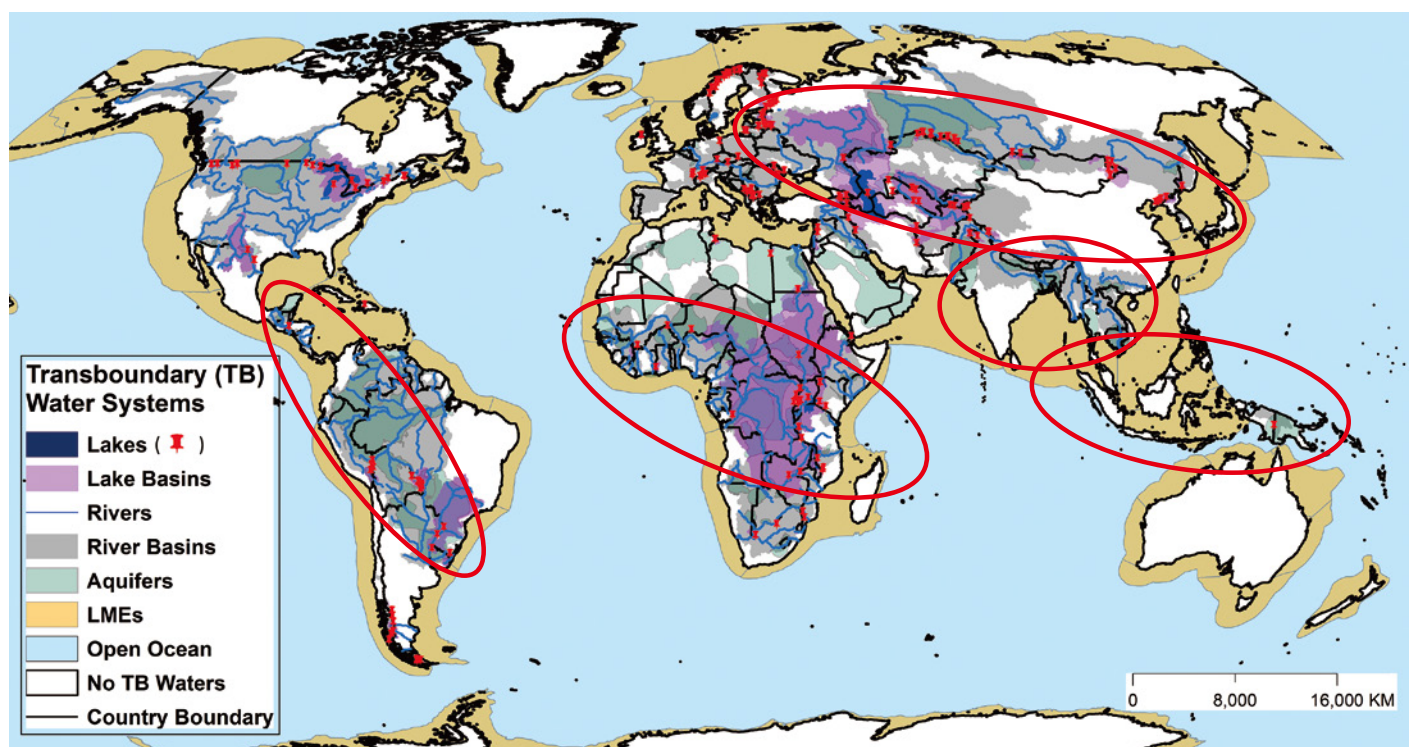 Transboundary (TB)
Water Systems
Lakes ( )
Lake Basins
Rivers
River Basins
Aquifers
LMEs
Open Ocean
No TB Waters
Country Boundary
0 8,000 16,000 KM